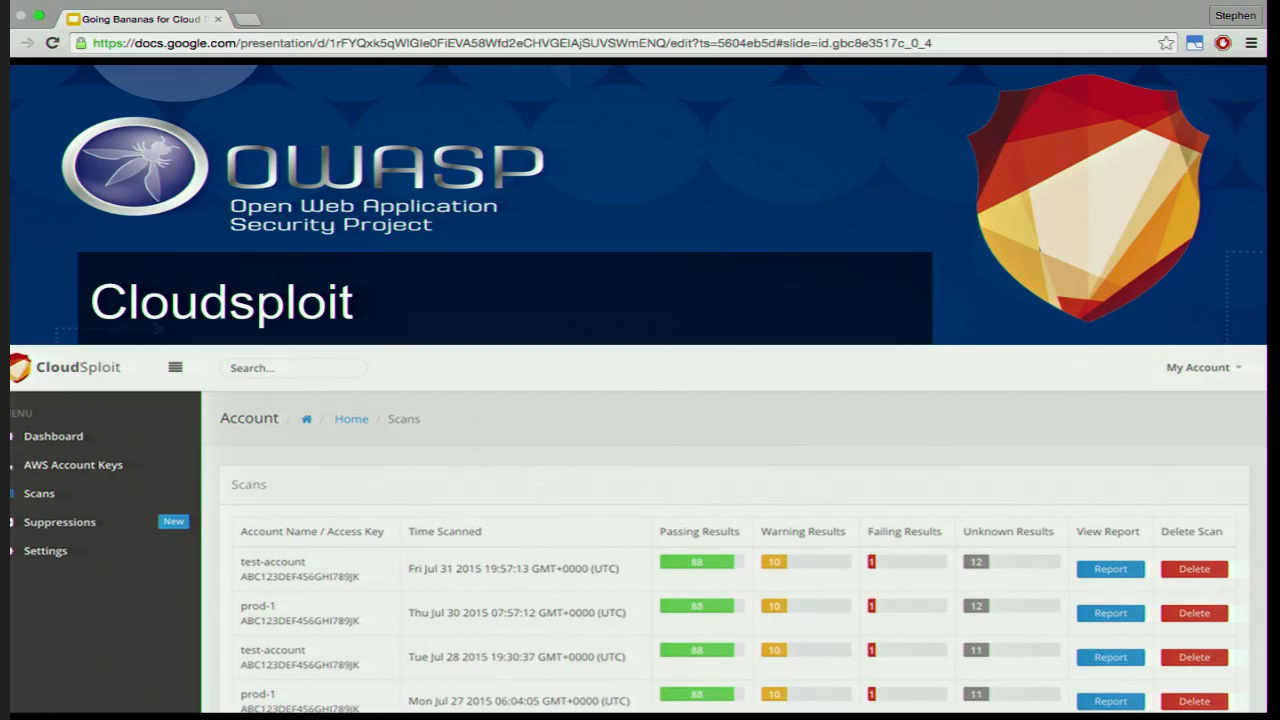 Going Bananas for Cloud S
Stephen
https://docs.google.com/presentation/d/1rFYQxk5qWlGIe0FiEVA58Wfd2eCHVGEIAjSUVSWmENQ/edit?ts=5604eb5d#slide=id.gbc8e3517c_0_4
OWASP
Open Web Application
Security Project
Cloudsploit
CloudSploit
Search...
My Account
ENU
Dashboard
AWS Account Keys
Scans
Suppressions New
Settings
Account / / Home / Scans
Scans
Account Name / Access Key Time Scanned Passing Results Warning Results Failing Results Unknown Results View Report Delete Scan
test-account
ABC123DEF456GHI789JK
Fri Jul 31 2015 19:57:13 GMT+0000 (UTC) 88 10 1 12 Report Delete
prod-1
ABC123DEF456GHI789JK
Thu Jul 30 2015 07:57:12 GMT+0000 (UTC) 88 10 1 12 Report Delete
test-account
ABC123DEF456GHI789JK
Tue Jul 28 2015 19:30:37 GMT+0000 (UTC) 88 10 1 11 Report Delete
prod-1
ABC123DEF456GHI789JK
Mon Jul 27 2015 06:04:05 GMT+0000 (UTC) 88 10 1 11 Report Delete